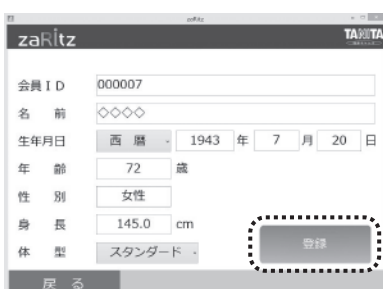 zaRitz
zaRitz TANITA
会員ID 000007
名 前 ◇◇◇◇
生年月日 西 暦 1943 年 7 月 20 日
年 齢 72 歳
性 別 女性
身 長 145.0 cm
体 型 スタンダード
登録
戻 る